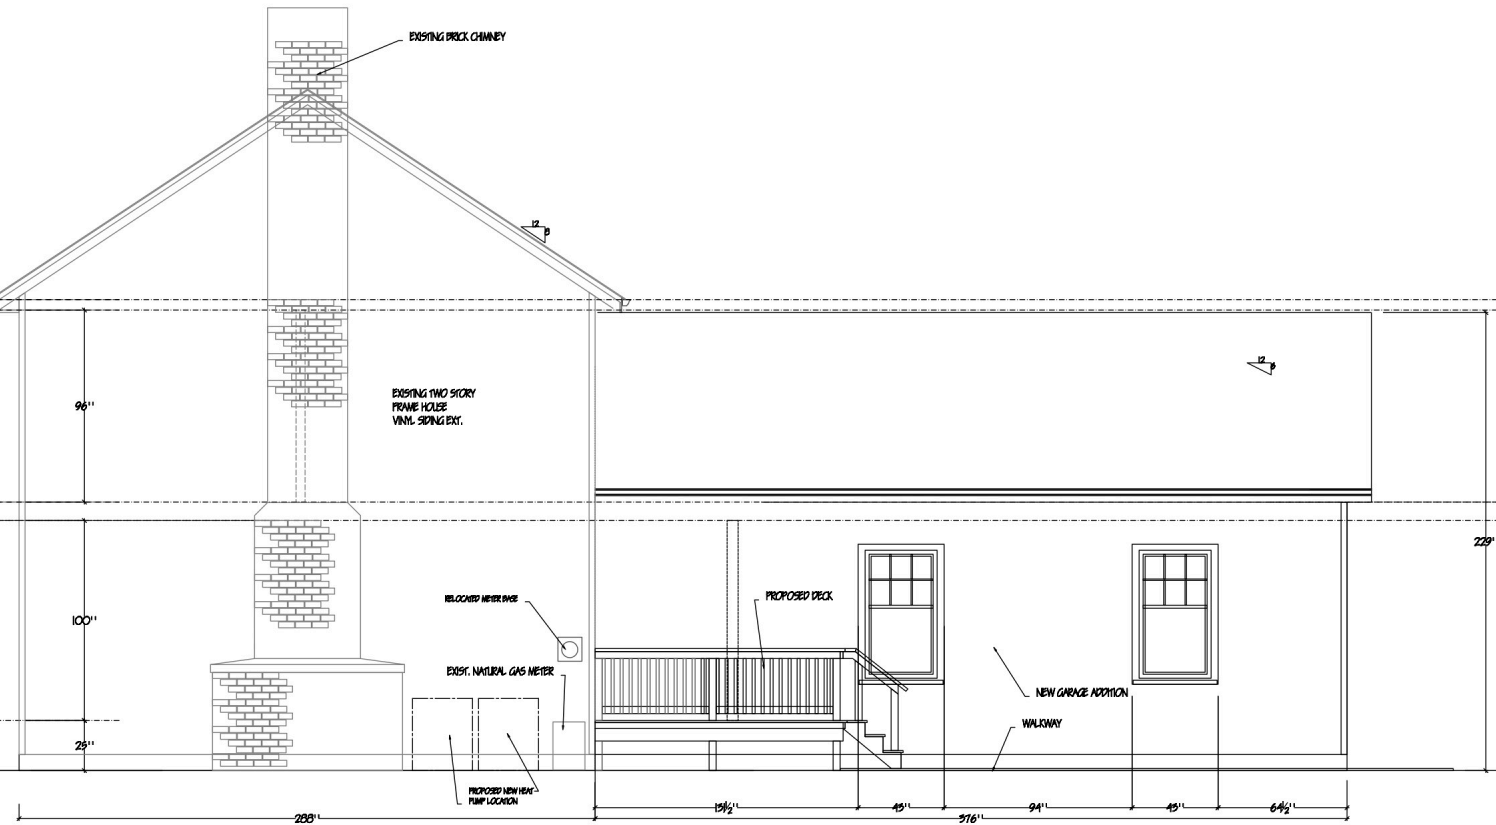 EXISTING BRICK CHIMNEY
12
8
12
6
EXISTING TWO STORY
FRAME HOUSE
VINYL SIDING EXT.
96"
229"
RELOCATED METER BASE
PROPOSED DECK
100"
EXIST. NATURAL GAS METER
NEW GARAGE ADDITION
WALKWAY
25"
PROPOSED NEW HEAT
PUMP LOCATION
131½"
43"
94"
43"
64½"
288"
376"